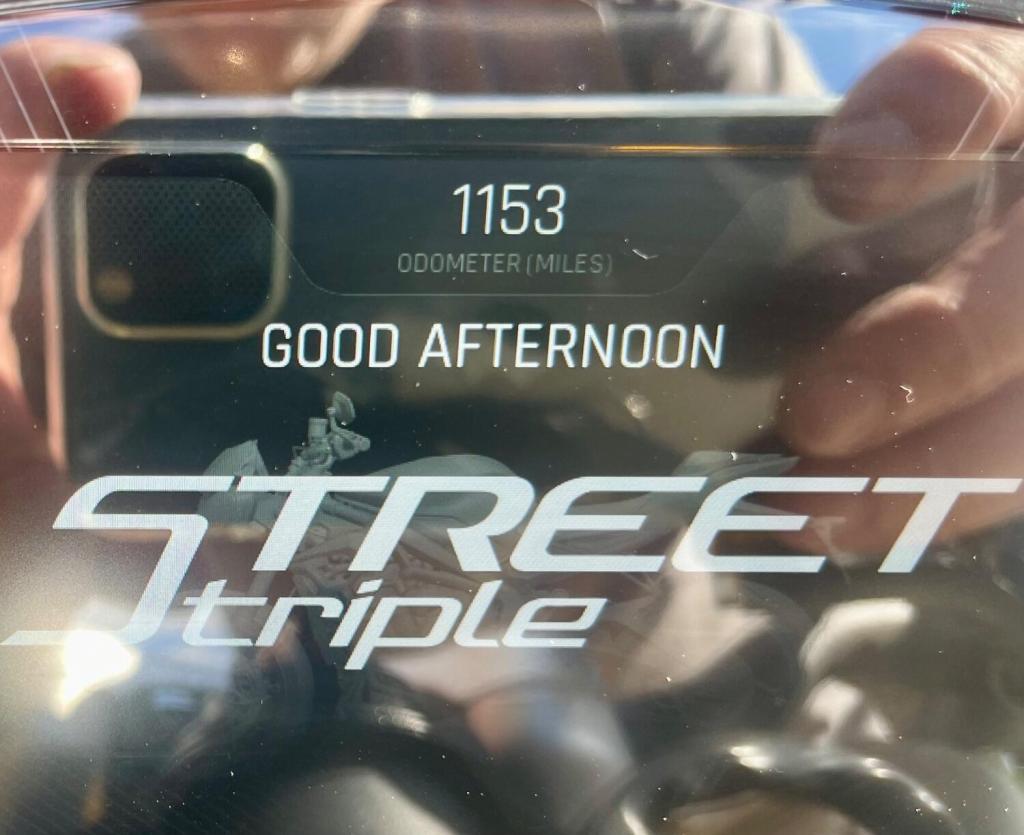 1153
ODOMETER (MILES)
GOOD AFTERNOON
STREET
triple